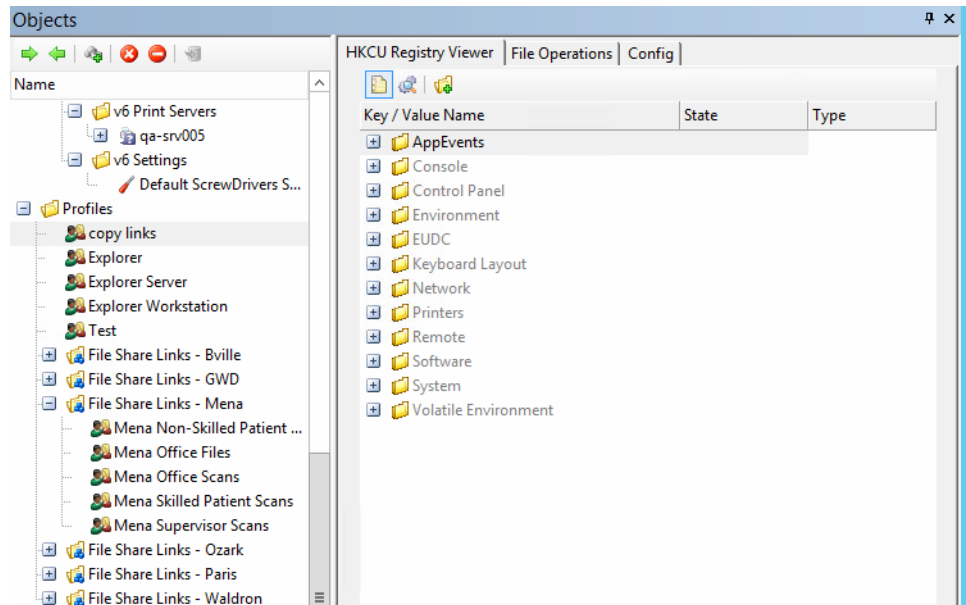 Objects
Name
v6 Print Servers
qa-srv005
v6 Settings
Default ScrewDrivers S...
Profiles
copy links
Explorer
Explorer Server
Explorer Workstation
Test
File Share Links - Bville
File Share Links - GWD
File Share Links - Mena
Mena Non-Skilled Patient ...
Mena Office Files
Mena Office Scans
Mena Skilled Patient Scans
Mena Supervisor Scans
File Share Links - Ozark
File Share Links - Paris
File Share Links - Waldron
HKCU Registry Viewer File Operations Config
Key / Value Name State Type
AppEvents
Console
Control Panel
Environment
EUDC
Keyboard Layout
Network
Printers
Remote
Software
System
Volatile Environment